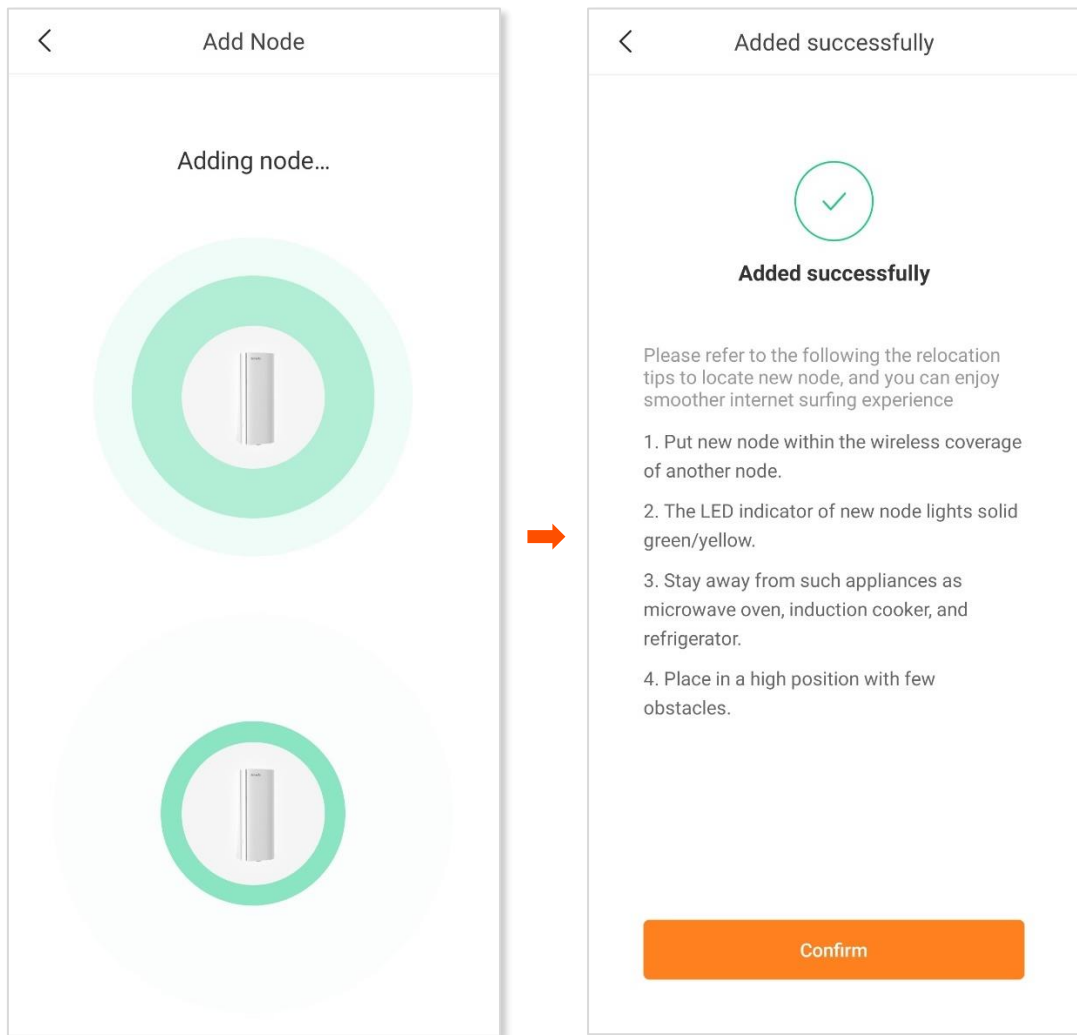 Add Node
Adding node...
Added successfully
Added successfully
Please refer to the following the relocation
tips to locate new node, and you can enjoy
smoother internet surfing experience
1. Put new node within the wireless coverage
of another node.
2. The LED indicator of new node lights solid
green/yellow.
3. Stay away from such appliances as
microwave oven, induction cooker, and
refrigerator.
4. Place in a high position with few
obstacles.
Confirm